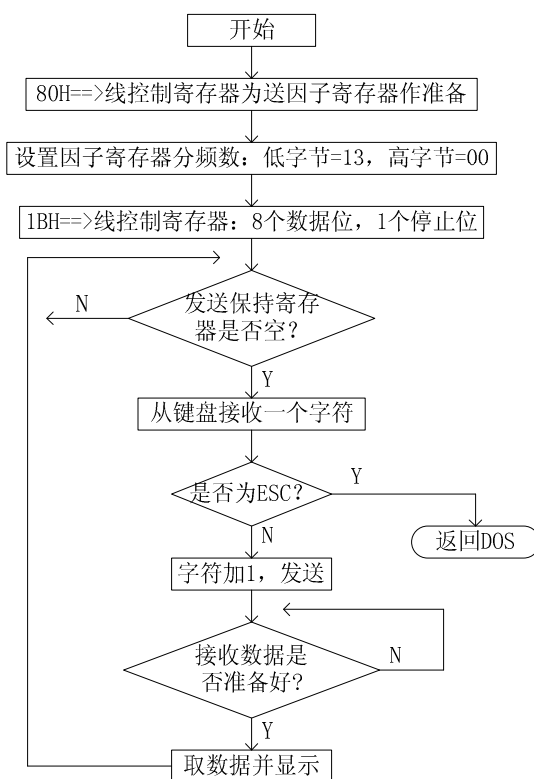 开始
80H==>线控制寄存器为送因子寄存器作准备
设置因子寄存器分频数：低字节=13，高字节=00
1BH==>线控制寄存器：8个数据位，1个停止位
发送保持寄存
器是否空？
N
Y
从键盘接收一个字符
是否为ESC？
Y
N
返回DOS
字符加1，发送
接收数据是
否准备好？
N
Y
取数据并显示